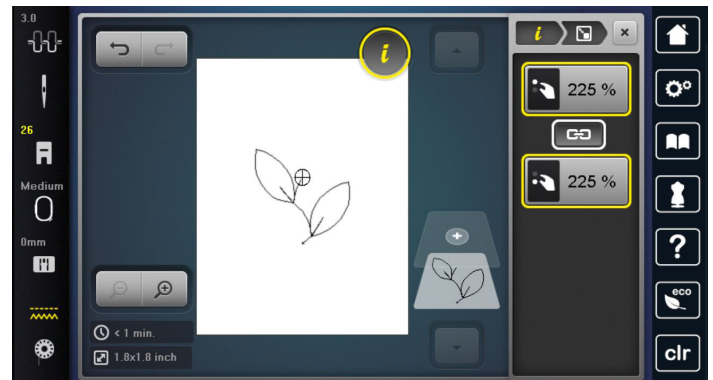 3.0
26
Medium
0mm
i
< 1 min.
1.8x1.8 inch
i
×
225 %
225 %
?
eco
clr